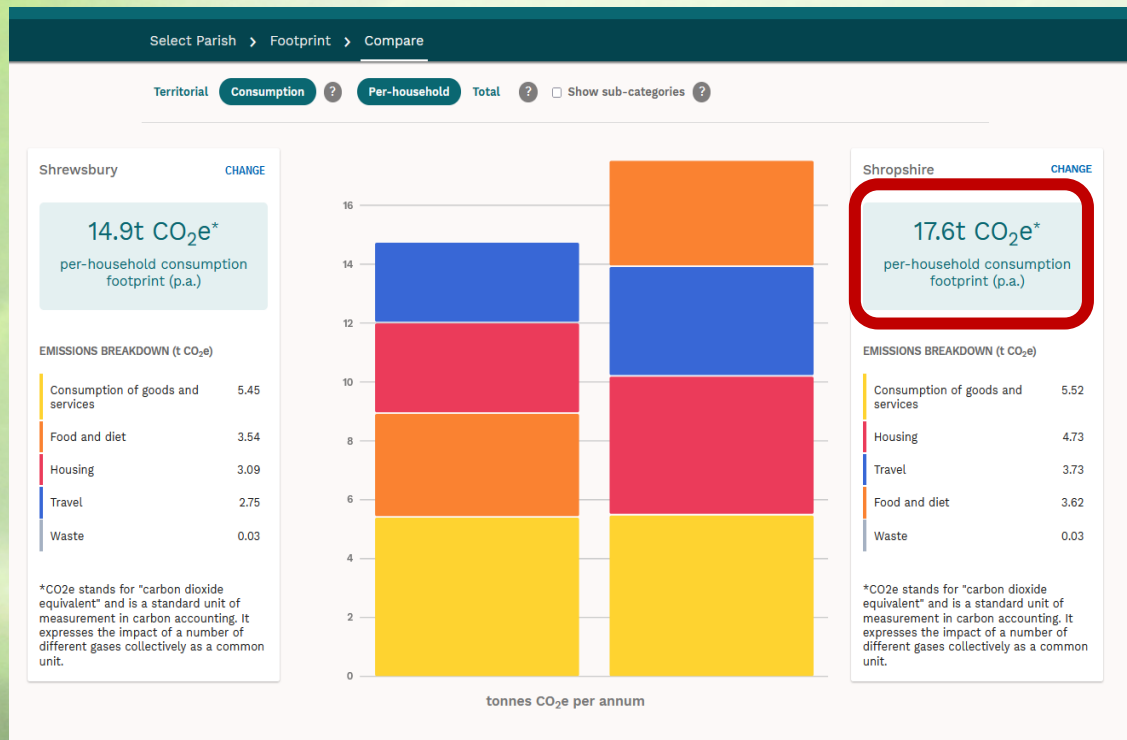 Select Parish > Footprint > Compare
Territorial Consumption ? Per-household Total ? Show sub-categories ?
Shrewsbury CHANGE
14.9t CO₂e*
per-household consumption
footprint (p.a.)
EMISSIONS BREAKDOWN (t CO₂e)
Consumption of goods and 5.45
services
Food and diet 3.54
Housing 3.09
Travel 2.75
Waste 0.03
*CO2e stands for "carbon dioxide
equivalent" and is a standard unit of
measurement in carbon accounting. It
expresses the impact of a number of
different gases collectively as a common
unit.
16
14
12
10
8
6
4
2
0
tonnes CO₂e per annum
Shropshire CHANGE
17.6t CO₂e*
per-household consumption
footprint (p.a.)
EMISSIONS BREAKDOWN (t CO₂e)
Consumption of goods and 5.52
services
Housing 4.73
Travel 3.73
Food and diet 3.62
Waste 0.03
*CO2e stands for "carbon dioxide
equivalent" and is a standard unit of
measurement in carbon accounting. It
expresses the impact of a number of
different gases collectively as a common
unit.